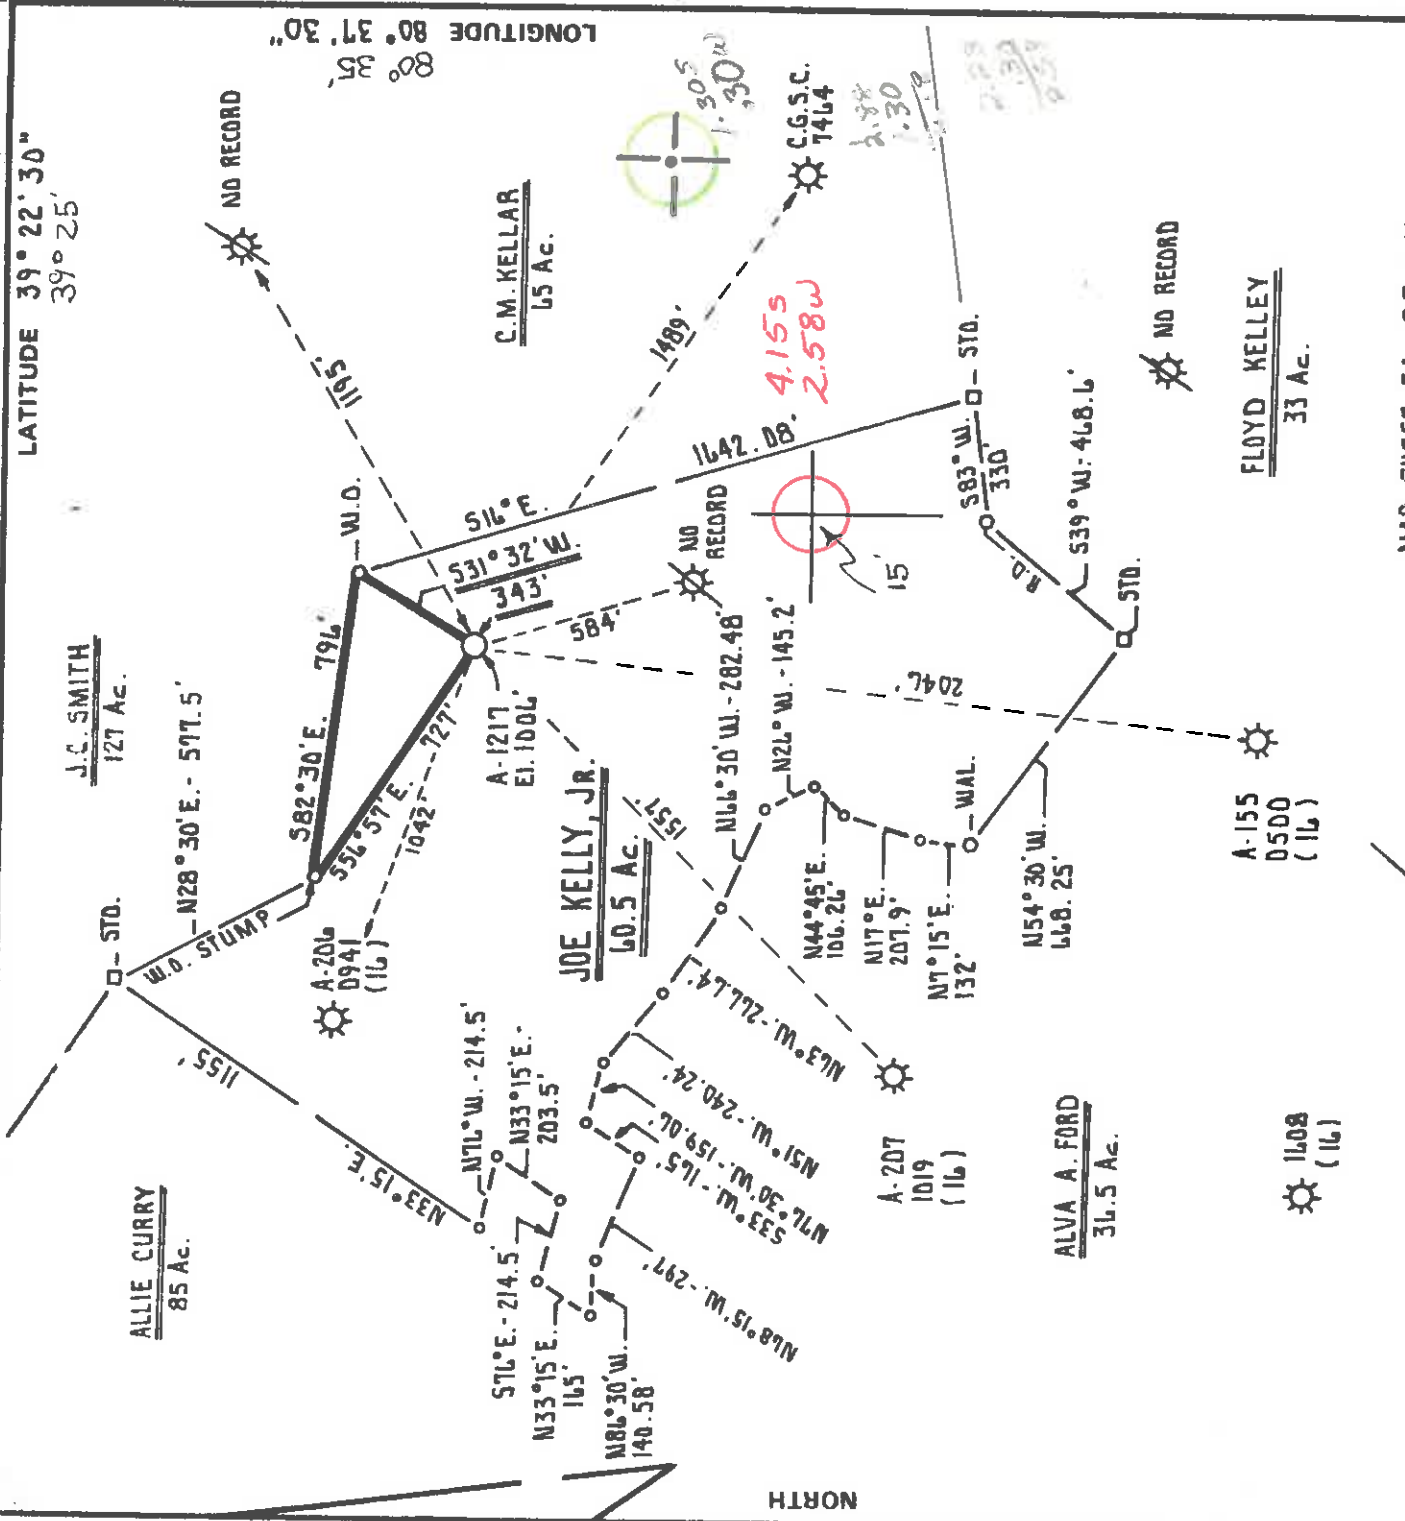 LATITUDE 39° 22' 30"
39° 25'
LONGITUDE 80° 37' 30"
80° 35'
NO RECORD
C.M. KELLAR
65 Ac.
1.30 S
.30 W
C.G.S.C.
7464
1195'
1489'
4.15 S
2.58 W
1642.08'
S16° E.
W.O.
J.C. SMITH
127 Ac.
N28° 30' E. - 577.5'
S82° 30' E.
796'
S31° 32' W.
343'
584'
NO
RECORD
S56° 57' E.
727'
1042'
A-1217
El. 1006'
STD.
W.O. STUMP
A-206
0941
(16)
JOE KELLY, JR.
60.5 Ac.
1557'
2046'
15'
STD.
S83° W.
330'
R.O.
S39° W. - 468.6'
STD.
NO RECORD
FLOYD KELLEY
33 Ac.
N66° 30' W. - 282.48'
N26° W. - 145.2'
N44° 45' E.
106.26'
N17° E.
207.9'
N7° 15' E.
132'
WAL.
N54° 30' W.
668.25'
A-155
0500
(16)
1155'
N33° 15' E.
ALLIE CURRY
85 Ac.
N76° W. - 214.5'
N33° 15' E. -
203.5'
S76° E. - 214.5'
N33° 15' E.
165'
N86° 30' W.
140.58'
N68° 15' W. - 297'
S33° W. - 165'
N76° 30' W. - 159.06'
N51° W. - 240.24'
N63° W. - 266.64'
A-207
1019
(16)
ALVA A. FORD
36.5 Ac.
1608
(16)
NORTH